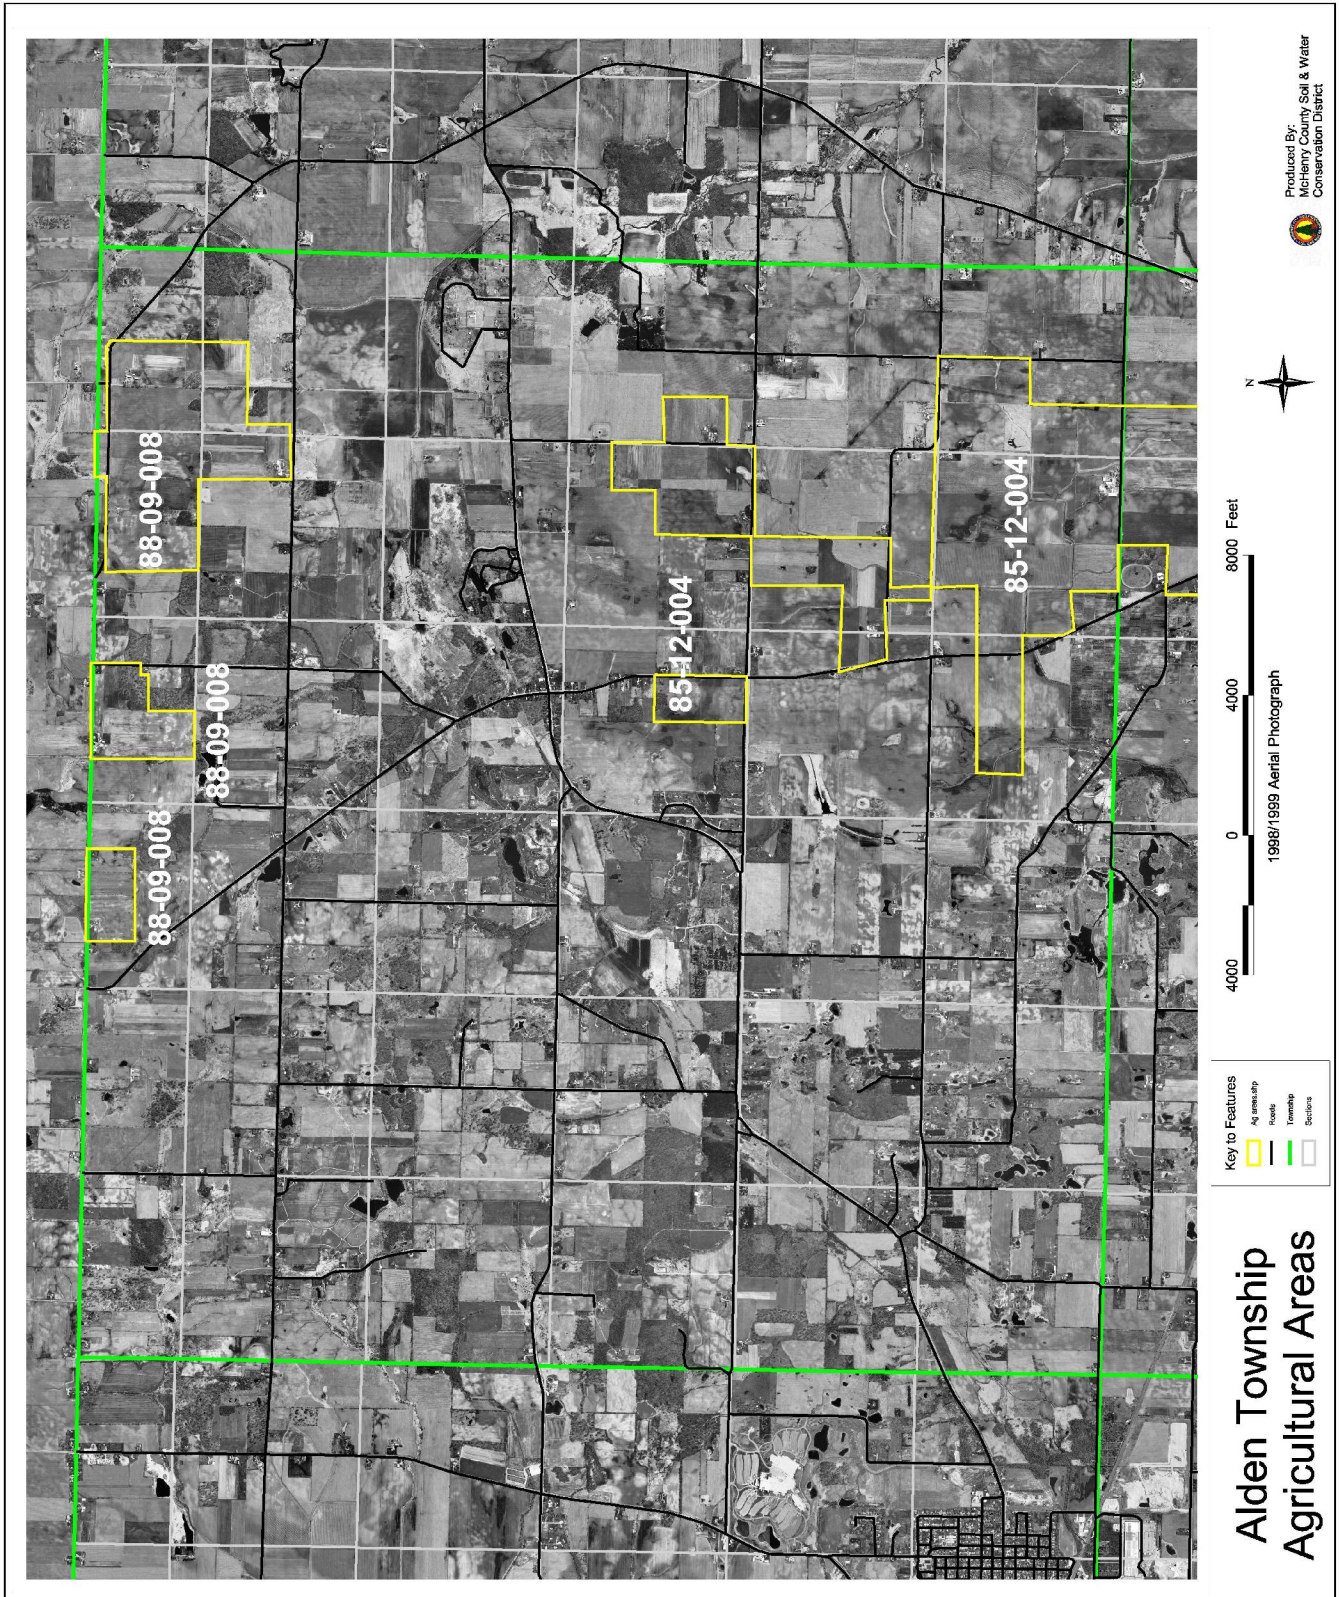 88-09-008
88-09-008
88-09-008
85-12-004
85-12-004
Alden Township
Agricultural Areas
Key to Features
Ag areas.shp
Roads
Township
Sections
4000 0 4000 8000 Feet
1998/1999 Aerial Photograph
N
Produced By:
McHenry County Soil & Water
Conservation District